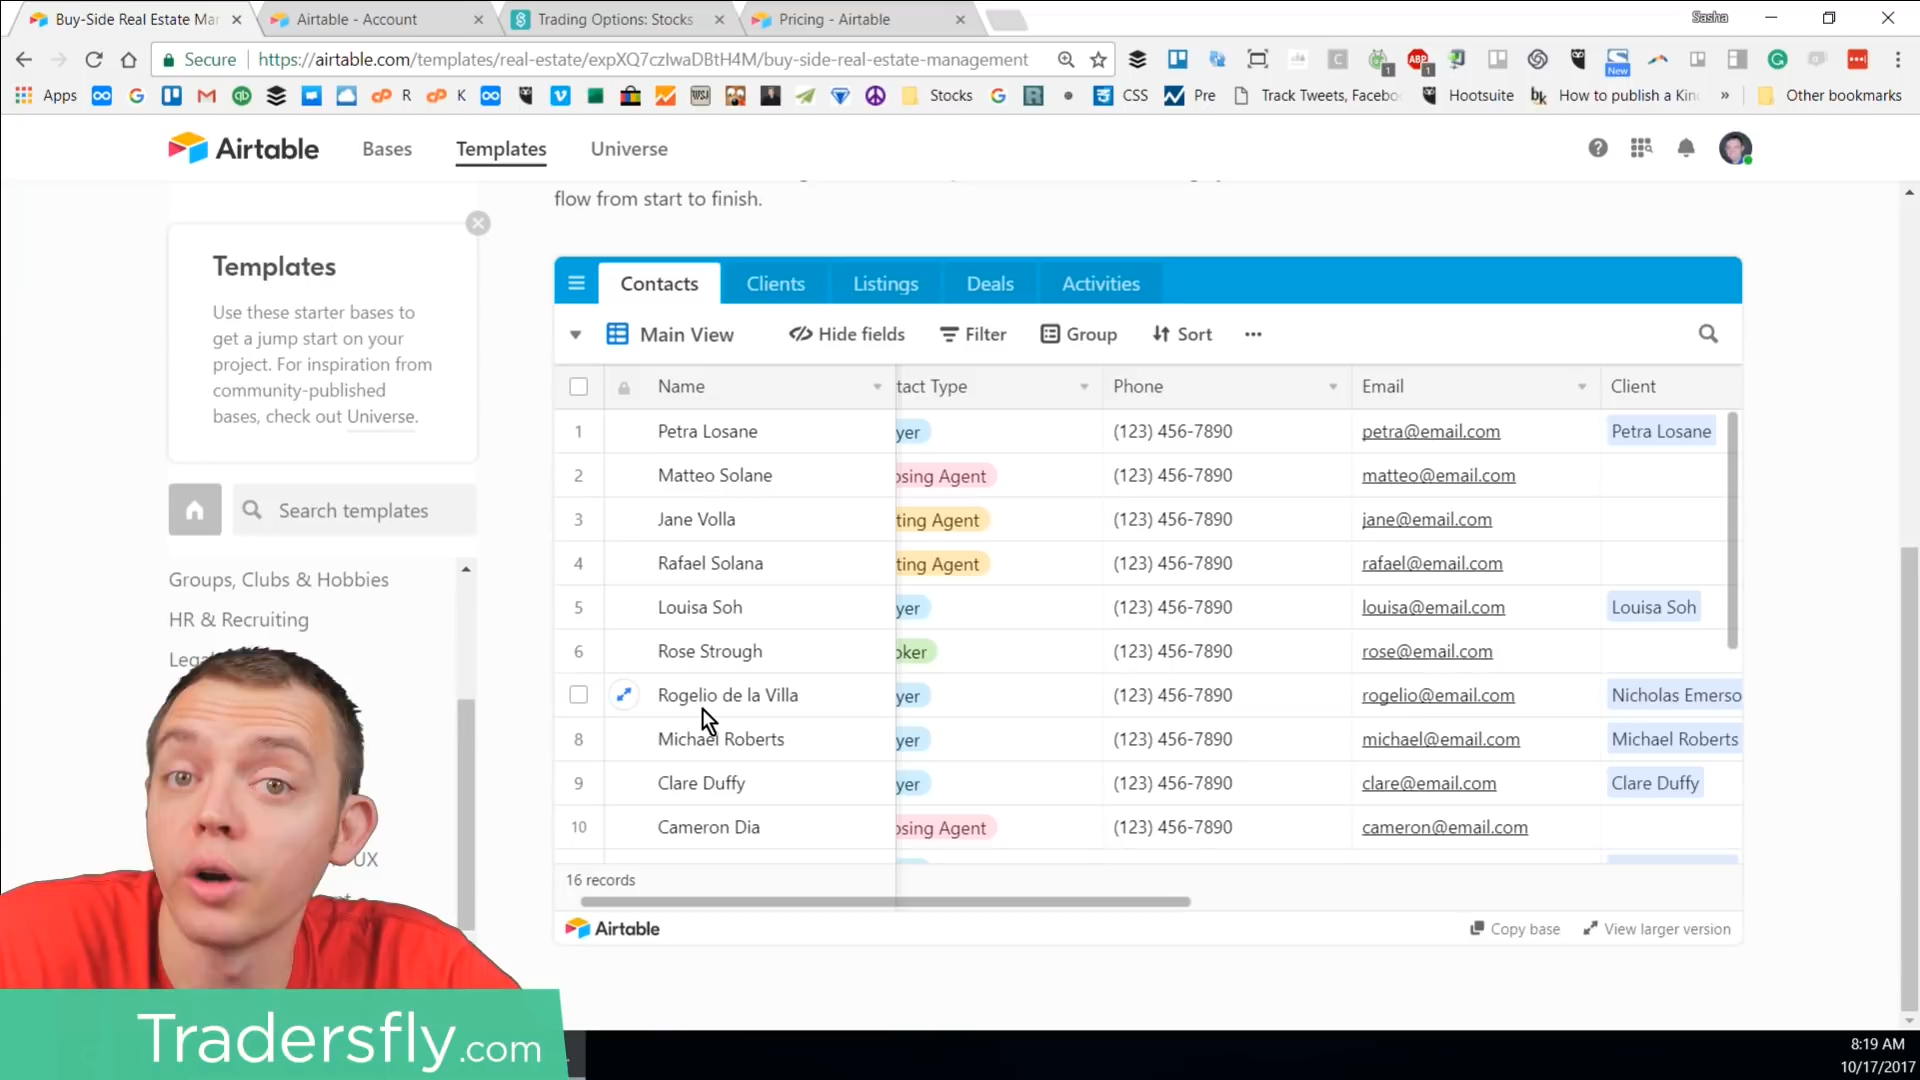 Buy-Side Real Estate Mar
Airtable - Account
Trading Options: Stocks
Pricing - Airtable
Sasha
Secure
https://airtable.com/templates/real-estate/expXQ7czIwaDBtH4M/buy-side-real-estate-management
ABP
1
1
New
Apps
R
K
WSJ
Stocks
CSS
Pre
Track Tweets, Facebo
Hootsuite
How to publish a Kin
»
Other bookmarks
Airtable
Bases
Templates
Universe
flow from start to finish.
Templates
Use these starter bases to
get a jump start on your
project. For inspiration from
community-published
bases, check out Universe.
Search templates
Groups, Clubs & Hobbies
HR & Recruiting
UX
Contacts
Clients
Listings
Deals
Activities
Main View
Hide fields
Filter
Group
Sort
Name
tact Type
Phone
Email
Client
1 Petra Losane yer (123) 456-7890 petra@email.com Petra Losane
2 Matteo Solane osing Agent (123) 456-7890 matteo@email.com
3 Jane Volla ting Agent (123) 456-7890 jane@email.com
4 Rafael Solana ting Agent (123) 456-7890 rafael@email.com
5 Louisa Soh yer (123) 456-7890 louisa@email.com Louisa Soh
6 Rose Strough oker (123) 456-7890 rose@email.com
Rogelio de la Villa yer (123) 456-7890 rogelio@email.com Nicholas Emerso
8 Michael Roberts yer (123) 456-7890 michael@email.com Michael Roberts
9 Clare Duffy yer (123) 456-7890 clare@email.com Clare Duffy
10 Cameron Dia osing Agent (123) 456-7890 cameron@email.com
16 records
Airtable
Copy base
View larger version
Tradersfly.com
8:19 AM
10/17/2017